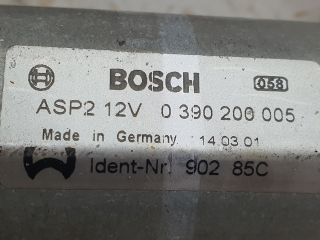 BOSCH 058
ASP2 12V 0 390 200 005
Made in Germany 14.03.01
Ident-Nr. 902 85C